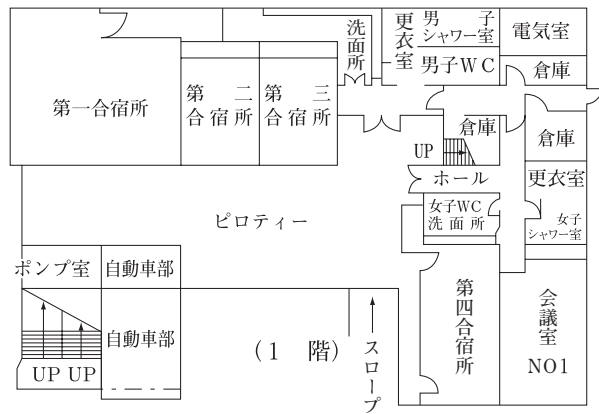 第一合宿所
第二
合宿所
第三
合宿所
洗面所
更衣室
男子
シャワー室
男子WC
電気室
倉庫
倉庫
倉庫
UP
ホール
更衣室
女子WC
洗面所
女子
シャワー室
ピロティー
ポンプ室
自動車部
自動車部
UP UP
(1 階)
スロープ
第四合宿所
会議室
NO1